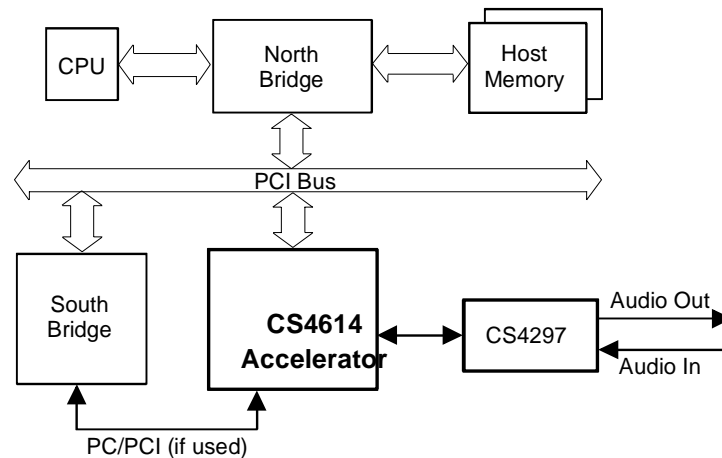 CPU
North
Bridge
Host
Memory
PCI Bus
South
Bridge
CS4614
Accelerator
CS4297
Audio Out
Audio In
PC/PCI (if used)